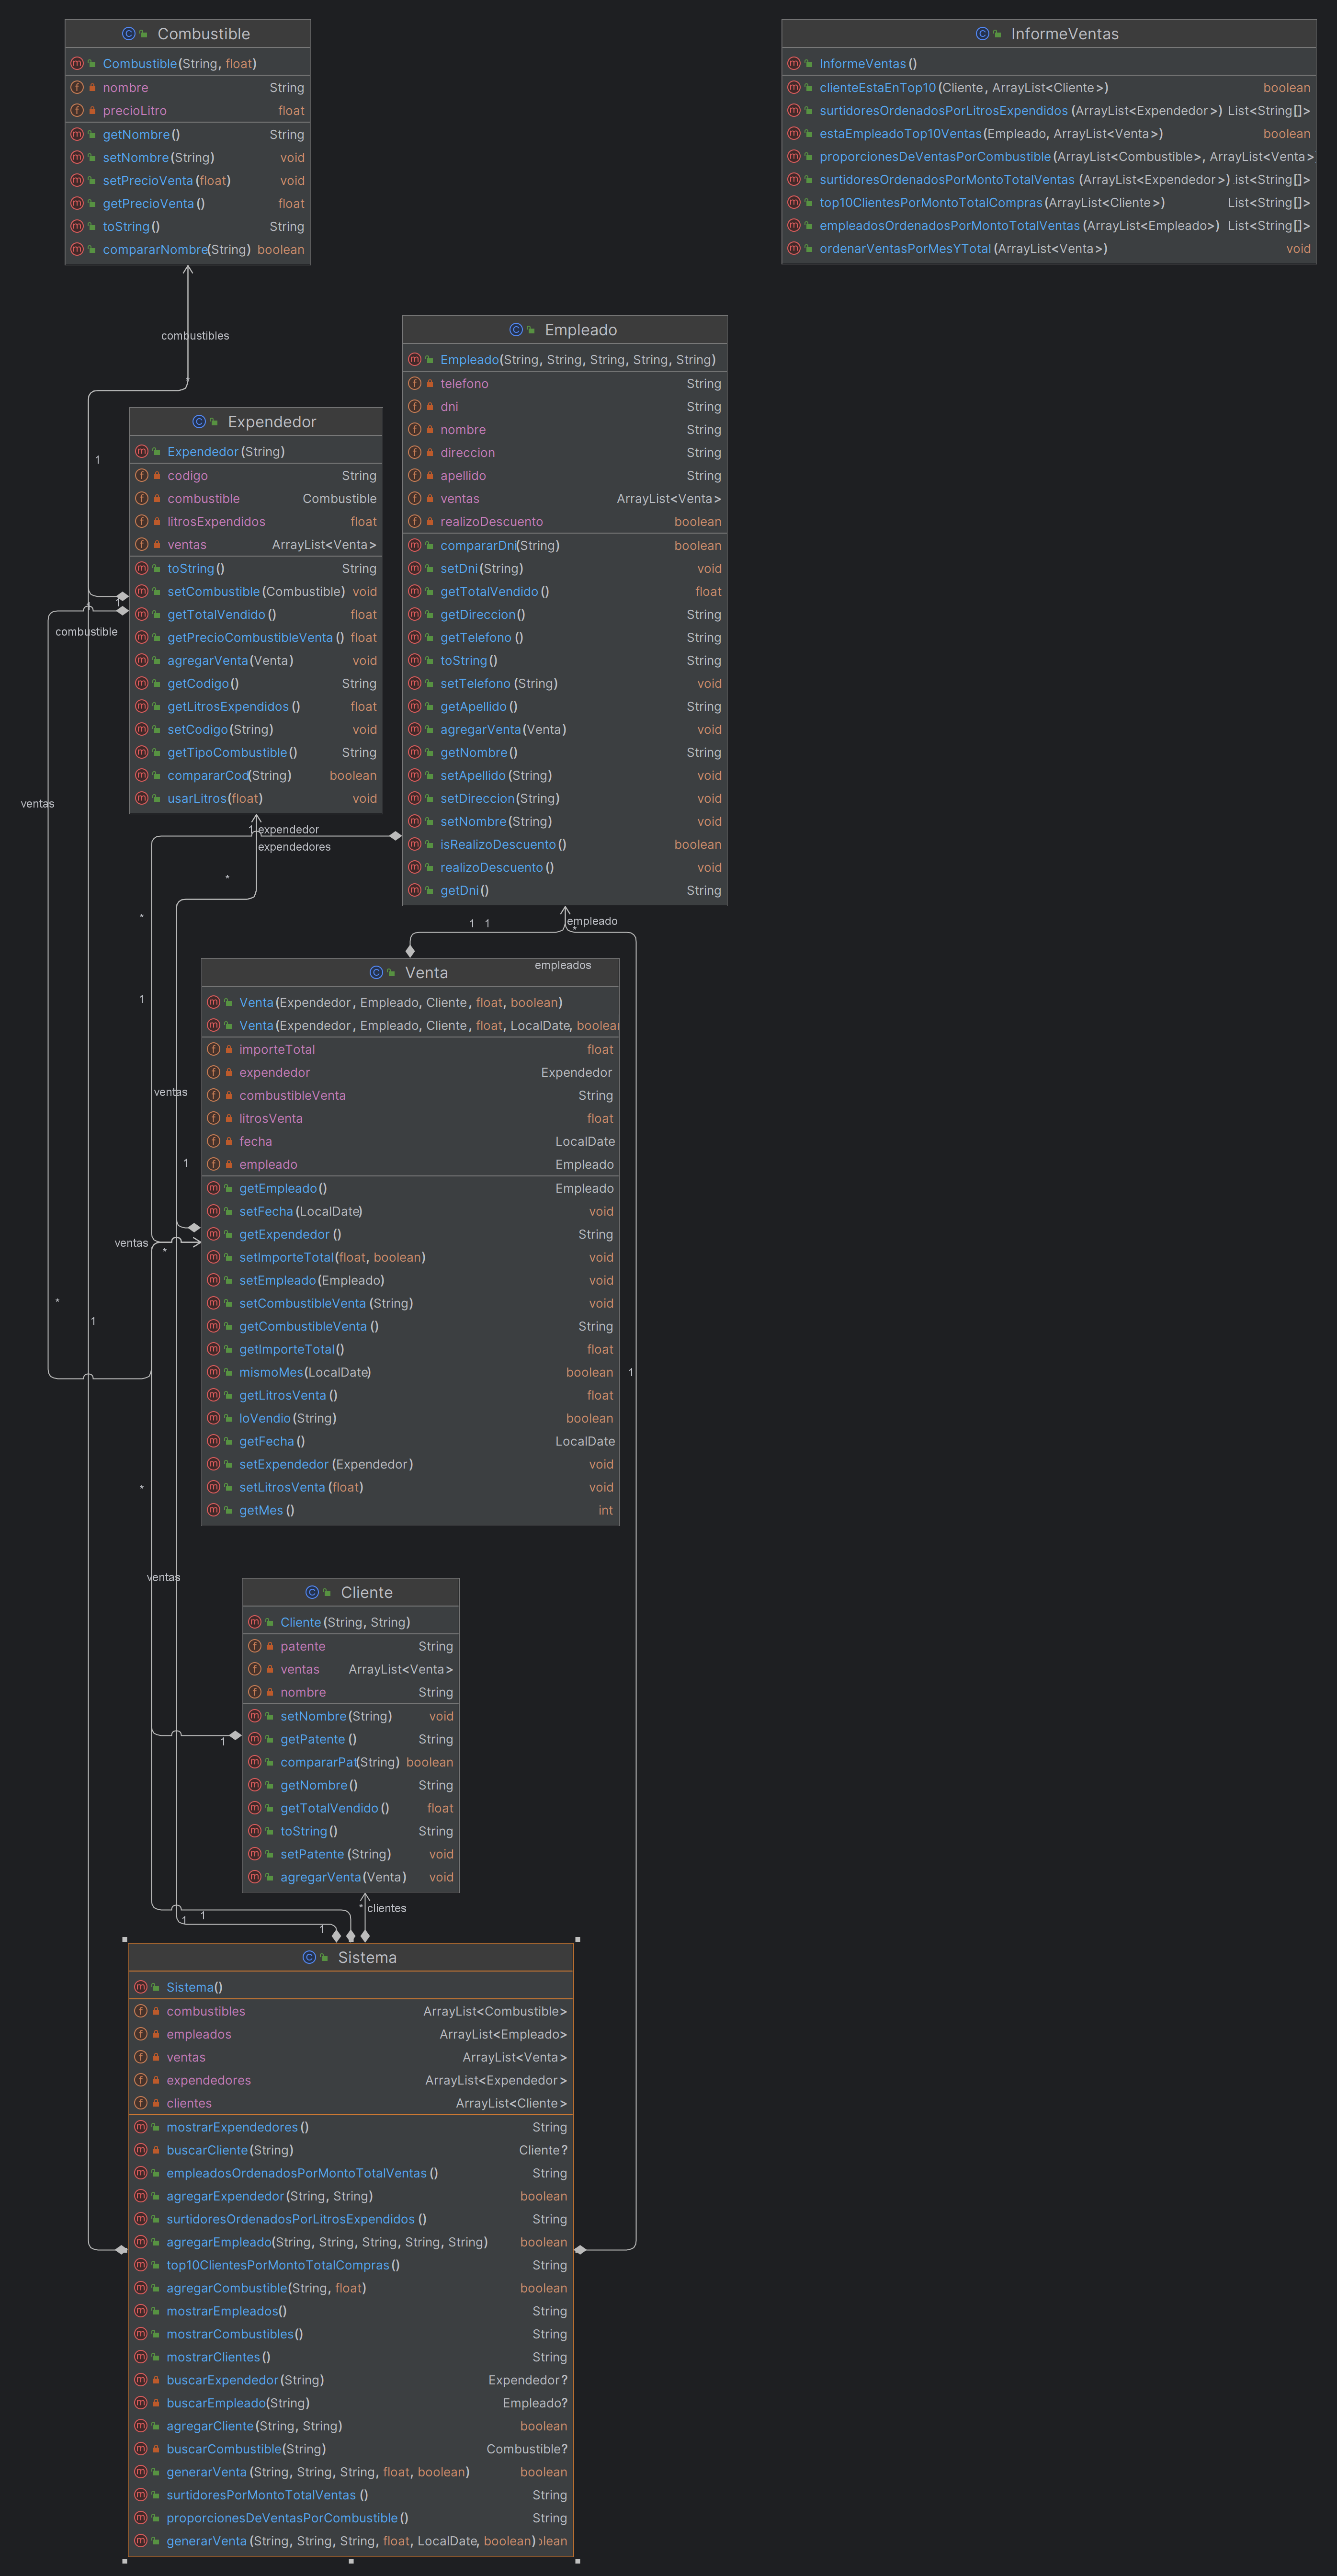 Combustible
Combustible(String, float)
nombre String
precioLitro float
getNombre() String
setNombre(String) void
setPrecioVenta(float) void
getPrecioVenta() float
toString() String
compararNombre(String) boolean
InformeVentas
InformeVentas()
clienteEstaEnTop10(Cliente, ArrayList<Cliente>) boolean
surtidoresOrdenadosPorLitrosExpendidos(ArrayList<Expendedor>) List<String[]>
estaEmpleadoTop10Ventas(Empleado, ArrayList<Venta>) boolean
proporcionesDeVentasPorCombustible(ArrayList<Combustible>, ArrayList<Venta>
surtidoresOrdenadosPorMontoTotalVentas(ArrayList<Expendedor>) ist<String[]>
top10ClientesPorMontoTotalCompras(ArrayList<Cliente>) List<String[]>
empleadosOrdenadosPorMontoTotalVentas(ArrayList<Empleado>) List<String[]>
ordenarVentasPorMesYTotal(ArrayList<Venta>) void
combustibles
*
1
Empleado
Empleado(String, String, String, String, String)
telefono String
dni String
nombre String
direccion String
apellido String
ventas ArrayList<Venta>
realizoDescuento boolean
compararDni(String) boolean
setDni(String) void
getTotalVendido() float
getDireccion() String
getTelefono() String
toString() String
setTelefono(String) void
getApellido() String
agregarVenta(Venta) void
getNombre() String
setApellido(String) void
setDireccion(String) void
setNombre(String) void
isRealizoDescuento() boolean
realizoDescuento() void
getDni() String
Expendedor
Expendedor(String)
codigo String
combustible Combustible
litrosExpendidos float
ventas ArrayList<Venta>
toString() String
setCombustible(Combustible) void
getTotalVendido() float
getPrecioCombustibleVenta() float
agregarVenta(Venta) void
getCodigo() String
getLitrosExpendidos() float
setCodigo(String) void
getTipoCombustible() String
compararCod(String) boolean
usarLitros(float) void
1
combustible
ventas
1 expendedor
expendedores
*
*
1 1
empleado
*
empleados
1
ventas
1
ventas
*
*
1
1
*
ventas
Venta
Venta(Expendedor, Empleado, Cliente, float, boolean)
Venta(Expendedor, Empleado, Cliente, float, LocalDate, boolear
importeTotal float
expendedor Expendedor
combustibleVenta String
litrosVenta float
fecha LocalDate
empleado Empleado
getEmpleado() Empleado
setFecha(LocalDate) void
getExpendedor() String
setImporteTotal(float, boolean) void
setEmpleado(Empleado) void
setCombustibleVenta(String) void
getCombustibleVenta() String
getImporteTotal() float
mismoMes(LocalDate) boolean
getLitrosVenta() float
loVendio(String) boolean
getFecha() LocalDate
setExpendedor(Expendedor) void
setLitrosVenta(float) void
getMes() int
Cliente
Cliente(String, String)
patente String
ventas ArrayList<Venta>
nombre String
setNombre(String) void
getPatente() String
compararPat(String) boolean
getNombre() String
getTotalVendido() float
toString() String
setPatente(String) void
agregarVenta(Venta) void
1
* clientes
1
1
1
Sistema
Sistema()
combustibles ArrayList<Combustible>
empleados ArrayList<Empleado>
ventas ArrayList<Venta>
expendedores ArrayList<Expendedor>
clientes ArrayList<Cliente>
mostrarExpendedores() String
buscarCliente(String) Cliente?
empleadosOrdenadosPorMontoTotalVentas() String
agregarExpendedor(String, String) boolean
surtidoresOrdenadosPorLitrosExpendidos() String
agregarEmpleado(String, String, String, String, String) boolean
top10ClientesPorMontoTotalCompras() String
agregarCombustible(String, float) boolean
mostrarEmpleados() String
mostrarCombustibles() String
mostrarClientes() String
buscarExpendedor(String) Expendedor?
buscarEmpleado(String) Empleado?
agregarCliente(String, String) boolean
buscarCombustible(String) Combustible?
generarVenta(String, String, String, float, boolean) boolean
surtidoresPorMontoTotalVentas() String
proporcionesDeVentasPorCombustible() String
generarVenta(String, String, String, float, LocalDate, boolean) olean